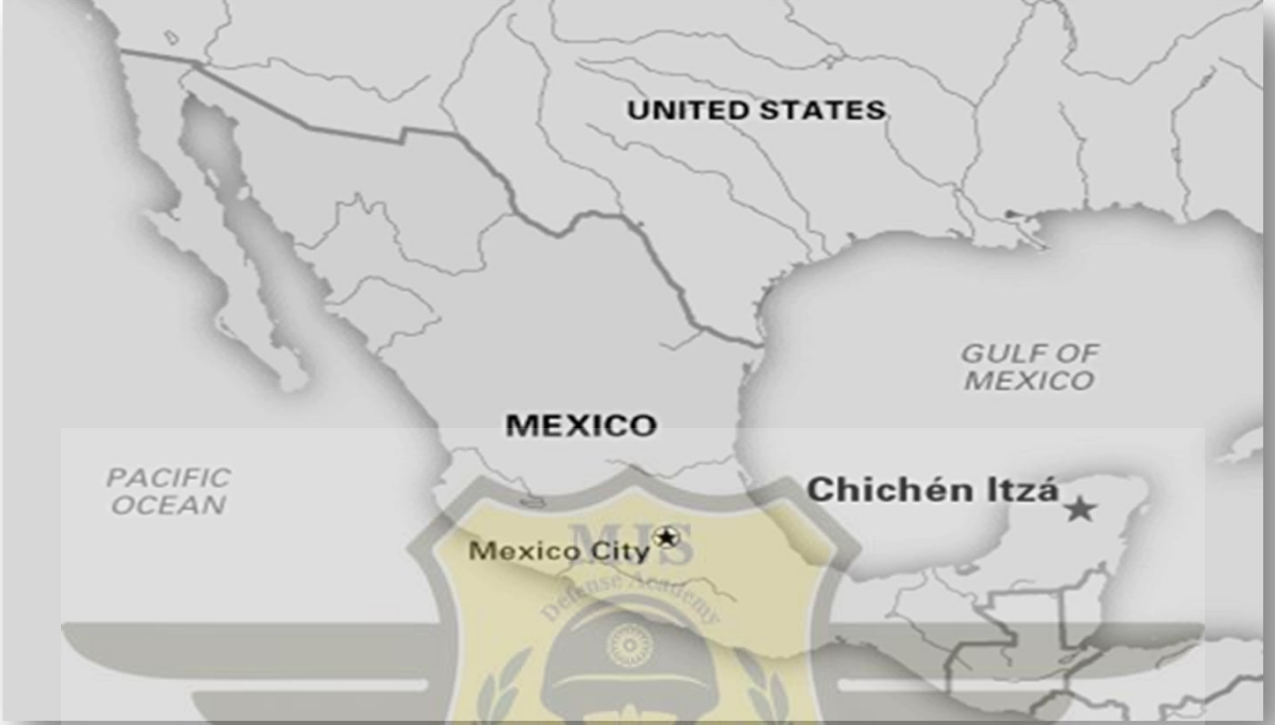 UNITED STATES
GULF OF
MEXICO
MEXICO
PACIFIC
OCEAN
Chichén Itzá
Mexico City
MJS
Defense Academy